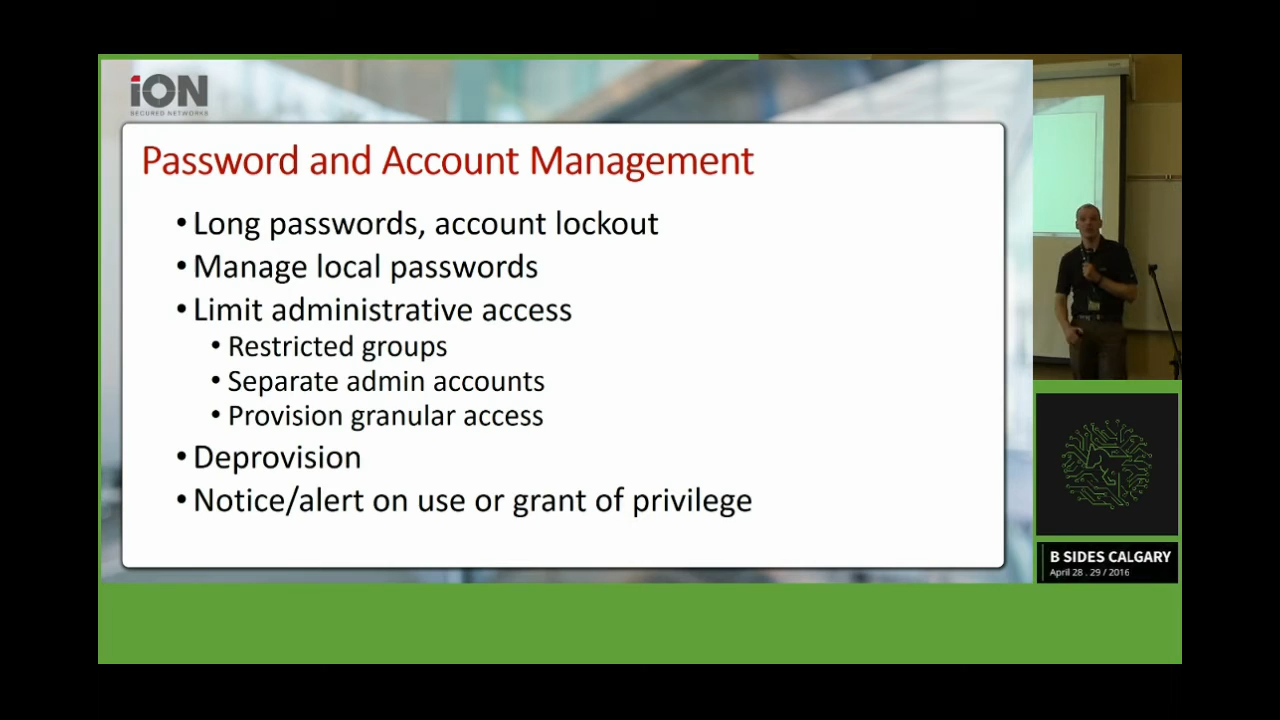 iON
SECURED NETWORKS
Password and Account Management
•Long passwords, account lockout
•Manage local passwords
•Limit administrative access
•Restricted groups
•Separate admin accounts
•Provision granular access
•Deprovision
•Notice/alert on use or grant of privilege
B SIDES CALGARY
April 28 . 29 / 2016